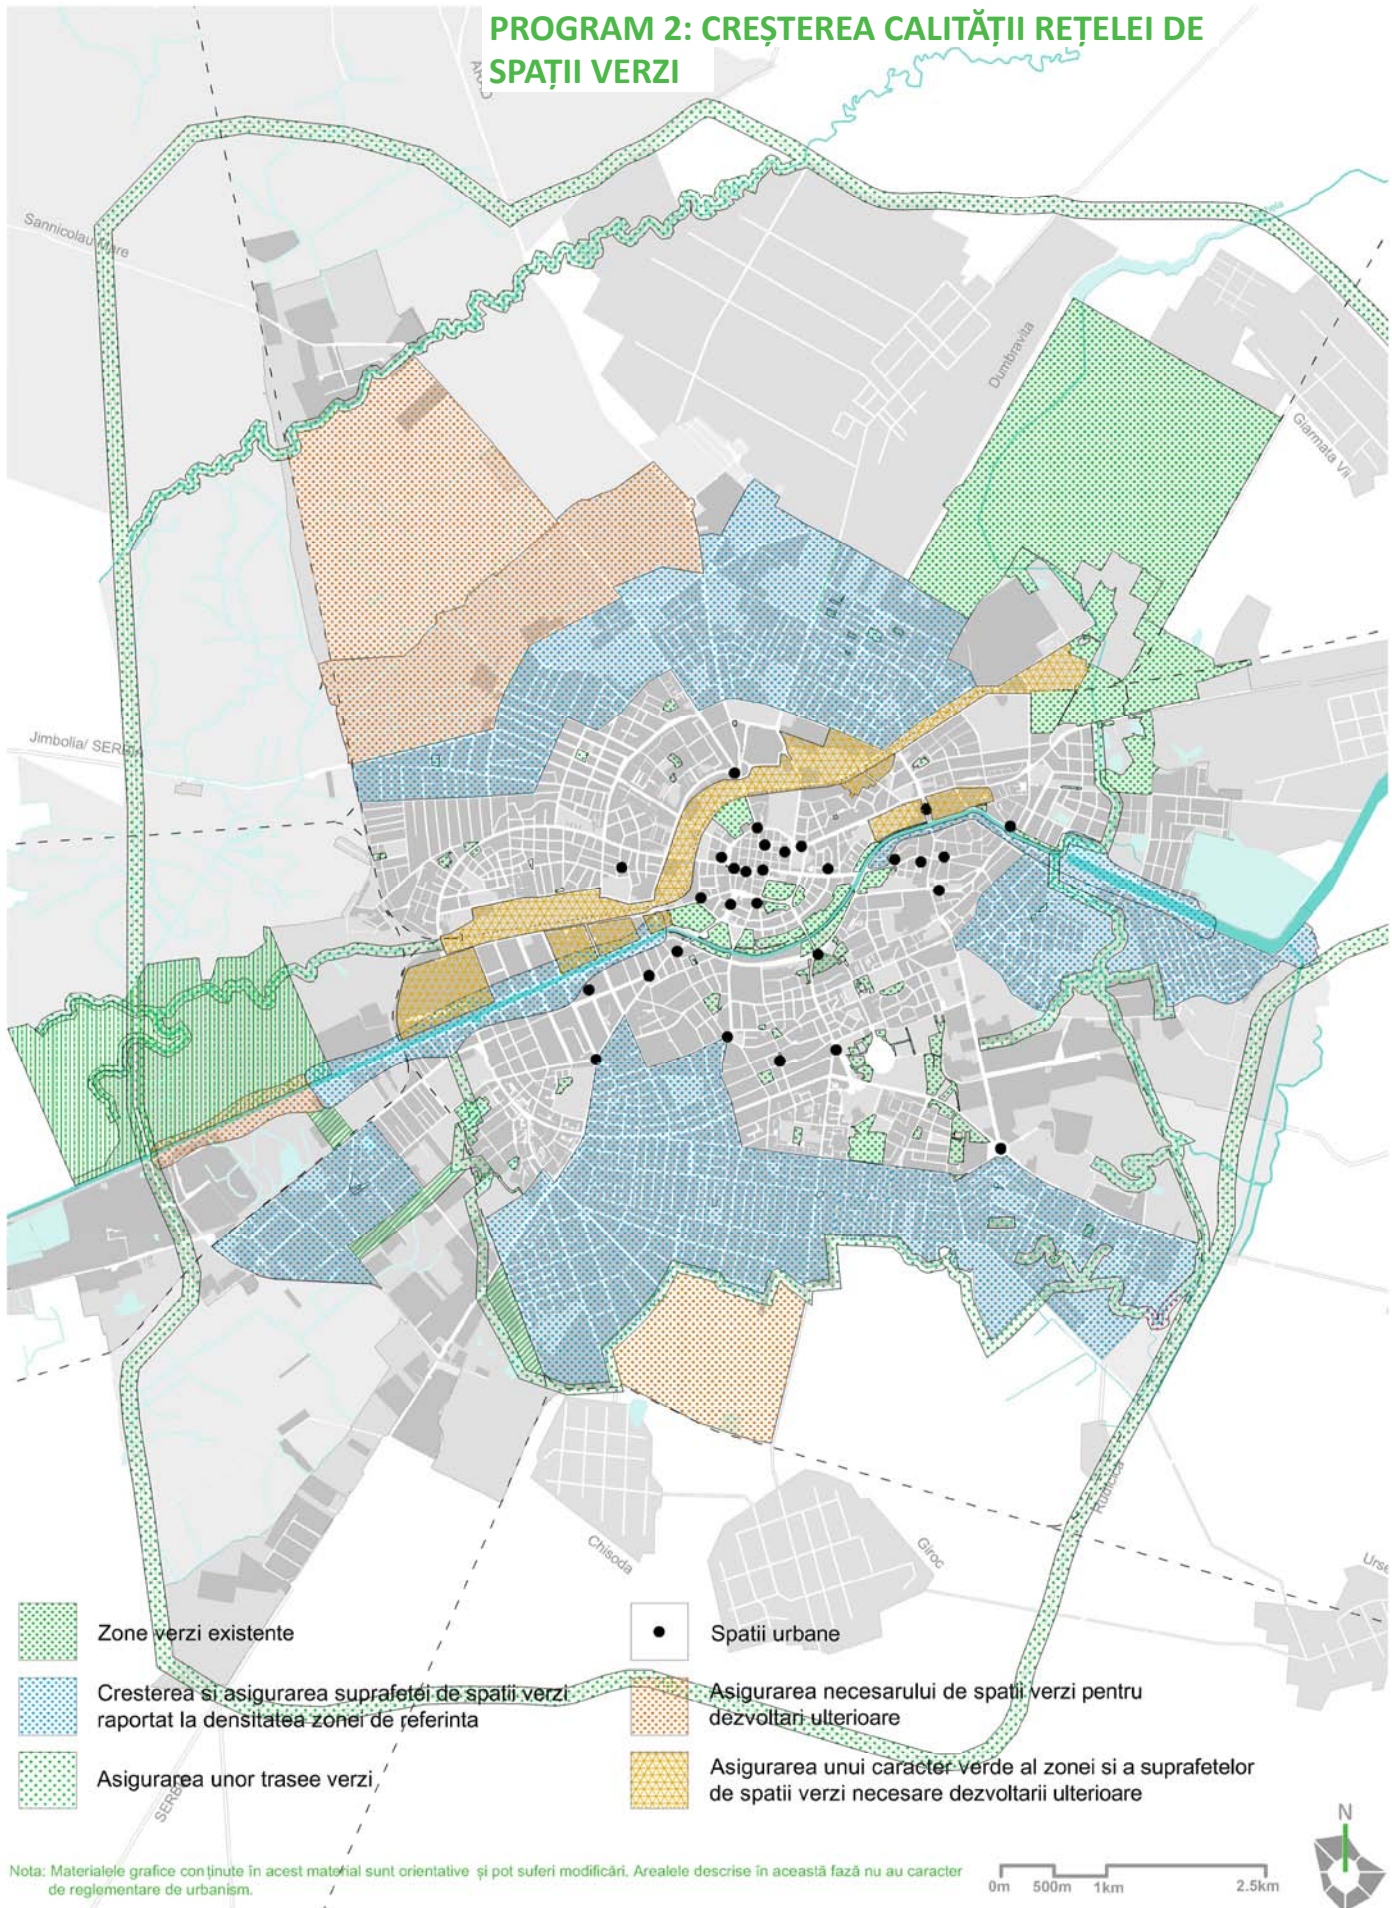 PROGRAM 2: CREȘTEREA CALITĂȚII REȚELEI DE
SPAȚII VERZI
Sannicolau Mare
Dumbravita
Giarmata Vii
Jimbolia/ SERBIA
Chisoda
Giroc
Urse
SERBIA
Zone verzi existente
Cresterea si asigurarea suprafetei de spatii verzi
raportat la densitatea zonei de referinta
Asigurarea unor trasee verzi
Spatii urbane
Asigurarea necesarului de spatii verzi pentru
dezvoltari ulterioare
Asigurarea unui caracter verde al zonei si a suprafetelor
de spatii verzi necesare dezvoltarii ulterioare
N
Nota: Materialele grafice conținute în acest material sunt orientative și pot suferi modificări. Arealele descrise în această fază nu au caracter
de reglementare de urbanism.
0m 500m 1km 2.5km